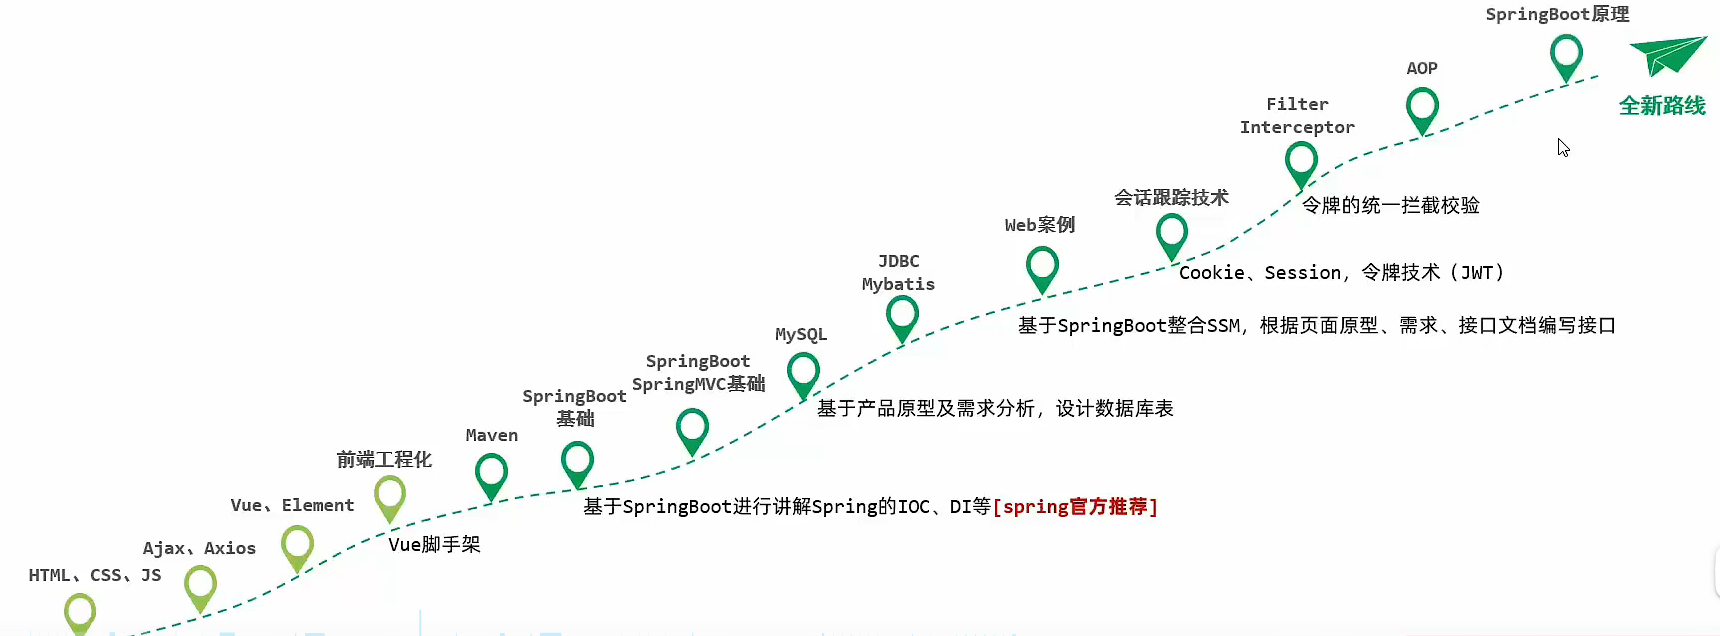 SpringBoot原理
全新路线
AOP
Filter
Interceptor
令牌的统一拦截校验
会话跟踪技术
Cookie、Session，令牌技术（JWT）
Web案例
基于SpringBoot整合SSM，根据页面原型、需求、接口文档编写接口
JDBC
Mybatis
MySQL
基于产品原型及需求分析，设计数据库表
SpringBoot
SpringMVC基础
SpringBoot
基础
基于SpringBoot进行讲解Spring的IOC、DI等[spring官方推荐]
Maven
前端工程化
Vue脚手架
Vue、Element
Ajax、Axios
HTML、CSS、JS